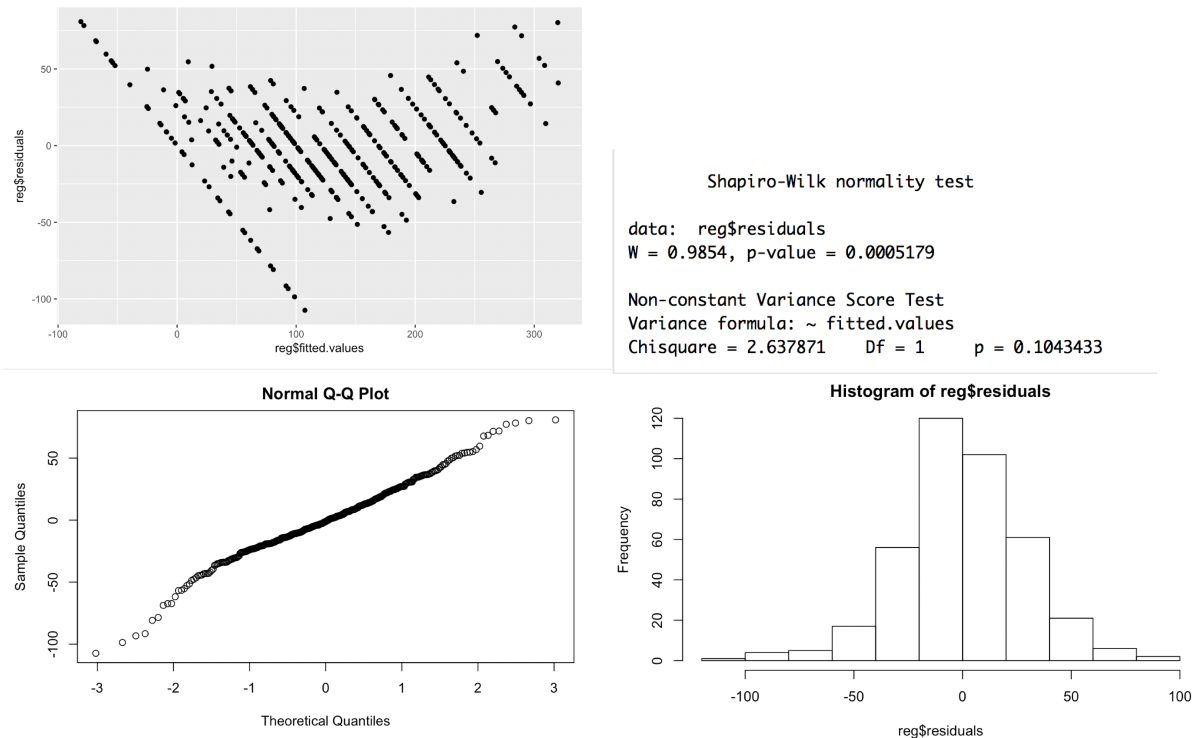 50
0
-50
-100
reg$residuals
-100
0
100
200
300
reg$fitted.values
Shapiro-Wilk normality test
data:  reg$residuals
W = 0.9854, p-value = 0.0005179
Non-constant Variance Score Test
Variance formula: ~ fitted.values
Chisquare = 2.637871    Df = 1     p = 0.1043433
Normal Q-Q Plot
Sample Quantiles
50
0
-50
-100
-3
-2
-1
0
1
2
3
Theoretical Quantiles
Histogram of reg$residuals
Frequency
120
100
80
60
40
20
0
-100
-50
0
50
100
reg$residuals